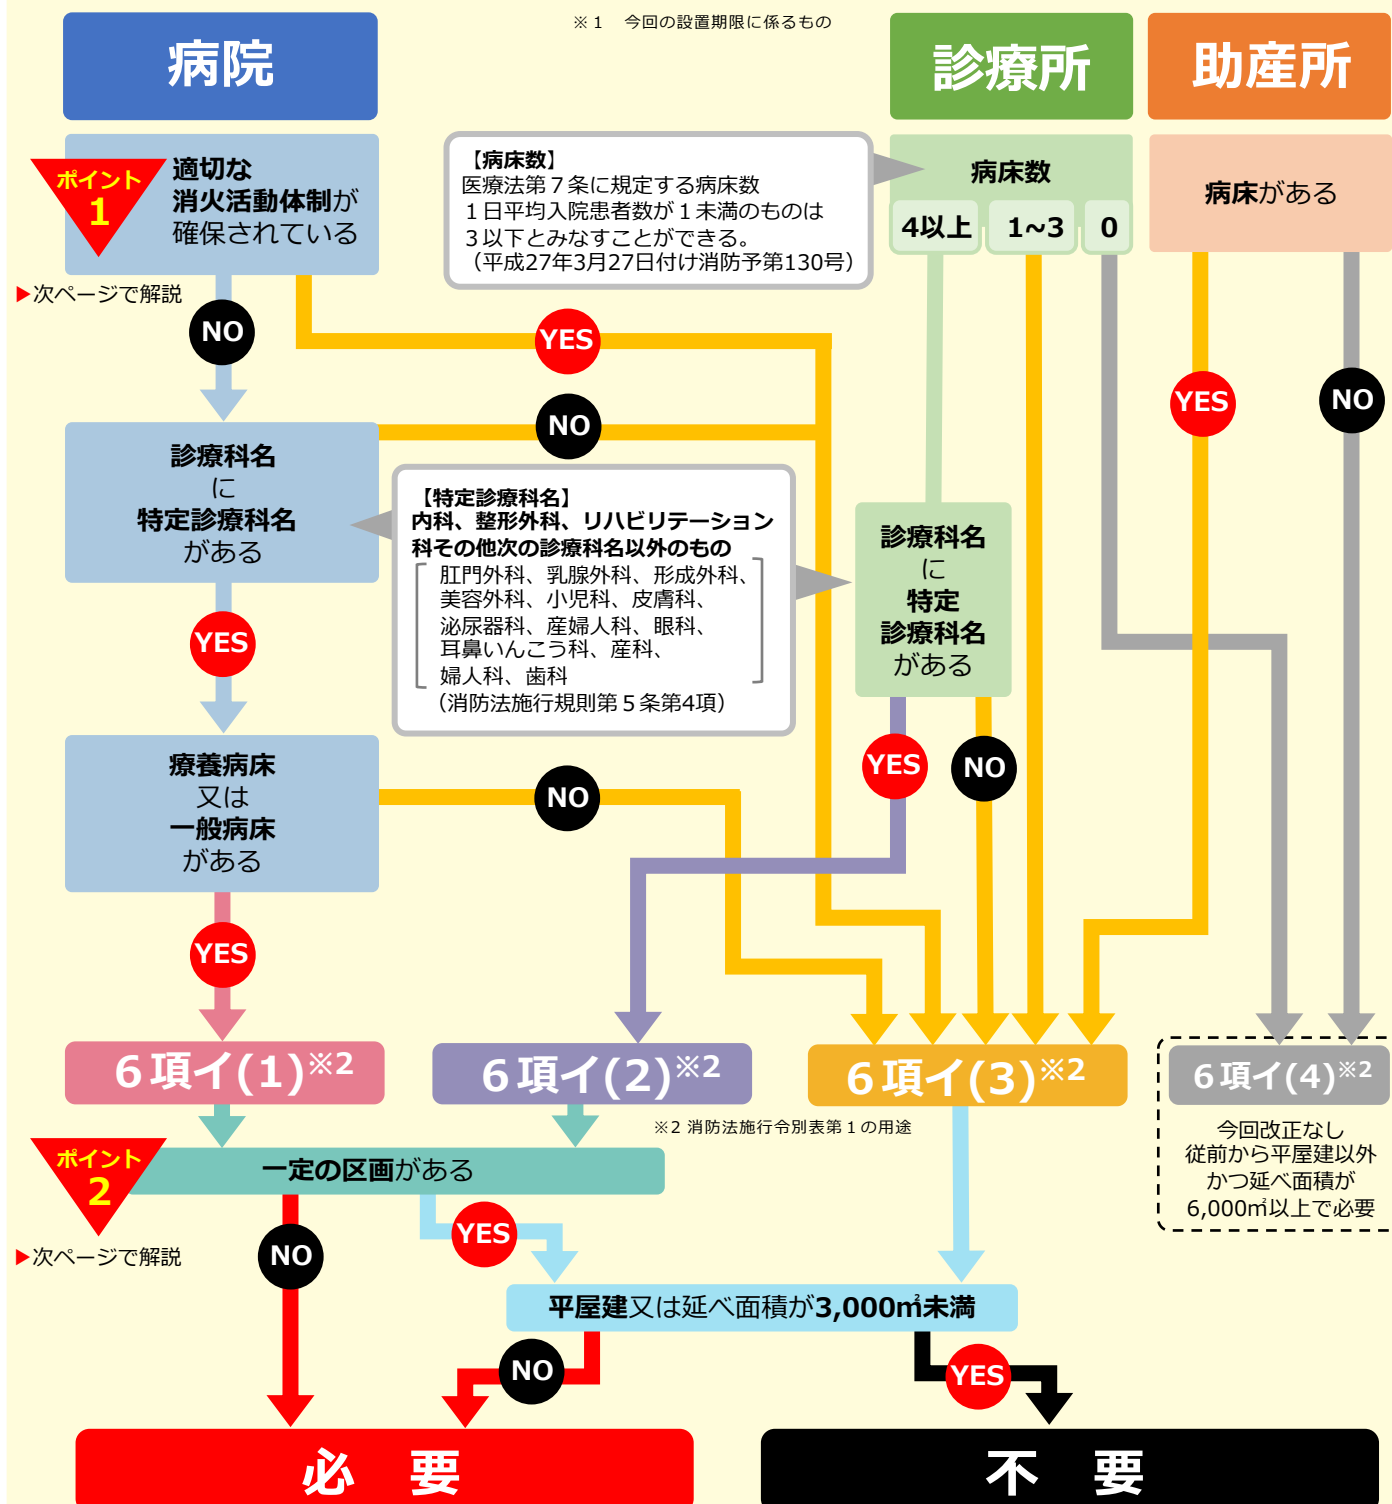 ※1　今回の設置期限に係るもの
病院
診療所
助産所
ポイント
1
適切な
消火活動体制が
確保されている
▶次ページで解説
【病床数】
医療法第７条に規定する病床数
１日平均入院患者数が１未満のものは
３以下とみなすことができる。
（平成27年3月27日付け消防予第130号）
病床数
4以上
1~3
0
病床がある
NO
YES
YES
NO
NO
診療科名
に
特定診療科名
がある
【特定診療科名】
内科、整形外科、リハビリテーション
科その他次の診療科名以外のもの
肛門外科、乳腺外科、形成外科、
美容外科、小児科、皮膚科、
泌尿器科、産婦人科、眼科、
耳鼻いんこう科、産科、
婦人科、歯科
（消防法施行規則第５条第4項）
診療科名
に
特定
診療科名
がある
YES
YES
NO
療養病床
又は
一般病床
がある
NO
YES
６項イ(1)※2
６項イ(2)※2
６項イ(3)※2
６項イ(4)※2
※2 消防法施行令別表第１の用途
今回改正なし
従前から平屋建以外
かつ延べ面積が
6,000㎡以上で必要
ポイント
2
一定の区画がある
▶次ページで解説
NO
YES
平屋建又は延べ面積が3,000㎡未満
NO
YES
必　要
不　要